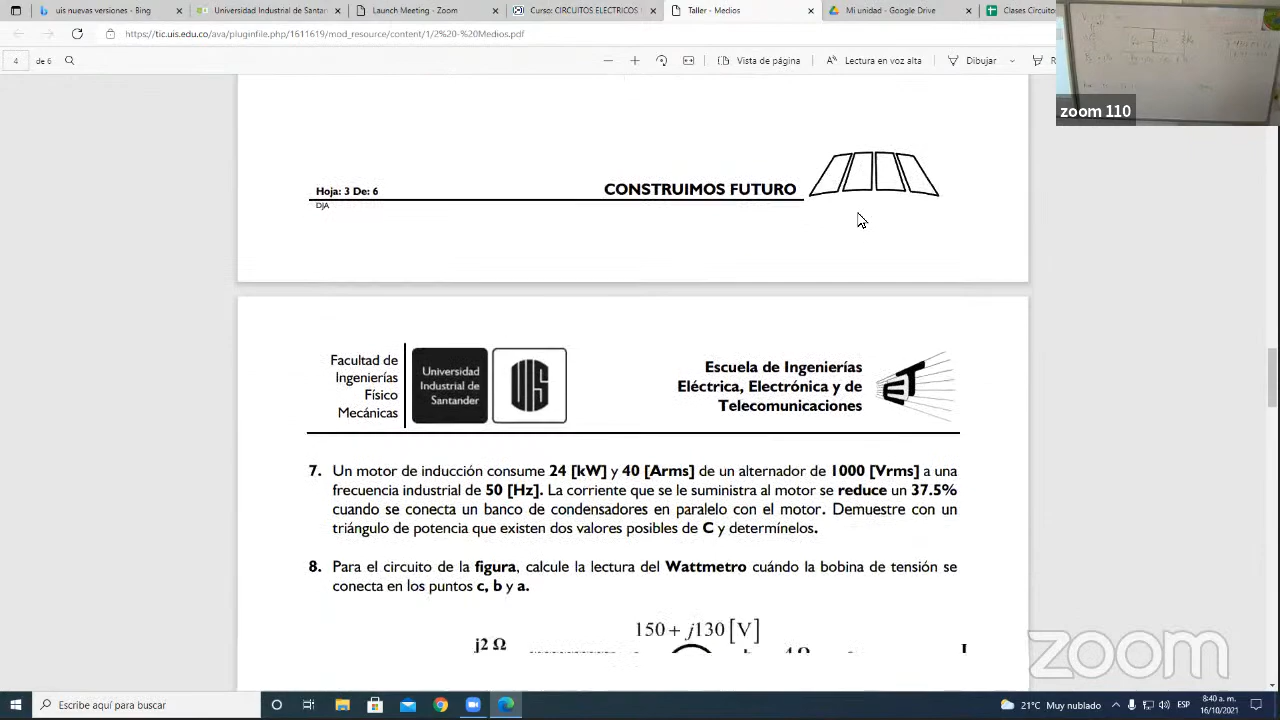 uis nuevas versiones - Bing
Universidad Industrial de Santar
Launch Meeting - Zoom
Curso: CIRCUITOS ELECTRICOS
Taller - Medios
Mi unidad - Google Drive
Clases Circuito
https://tic.uis.edu.co/ava/pluginfile.php/1611619/mod_resource/content/1/2%20-%20Medios.pdf
4 de 6
Vista de página
Lectura en voz alta
Dibujar
zoom 110
Hoja: 3 De: 6
CONSTRUIMOS FUTURO
DJA
Facultad de
Ingenierías
Físico
Mecánicas
Universidad
Industrial de
Santander
UIS
Escuela de Ingenierías
Eléctrica, Electrónica y de
Telecomunicaciones
7. Un motor de inducción consume 24 [kW] y 40 [Arms] de un alternador de 1000 [Vrms] a una
frecuencia industrial de 50 [Hz]. La corriente que se le suministra al motor se reduce un 37.5%
cuando se conecta un banco de condensadores en paralelo con el motor. Demuestre con un
triángulo de potencia que existen dos valores posibles de C y determínelos.
8. Para el circuito de la figura, calcule la lectura del Wattmetro cuándo la bobina de tensión se
conecta en los puntos c, b y a.
150 + j130 [V]
j2 Ω
zoom
Escribe aquí para buscar
21°C Muy nublado
ESP
8:40 a. m.
16/10/2021